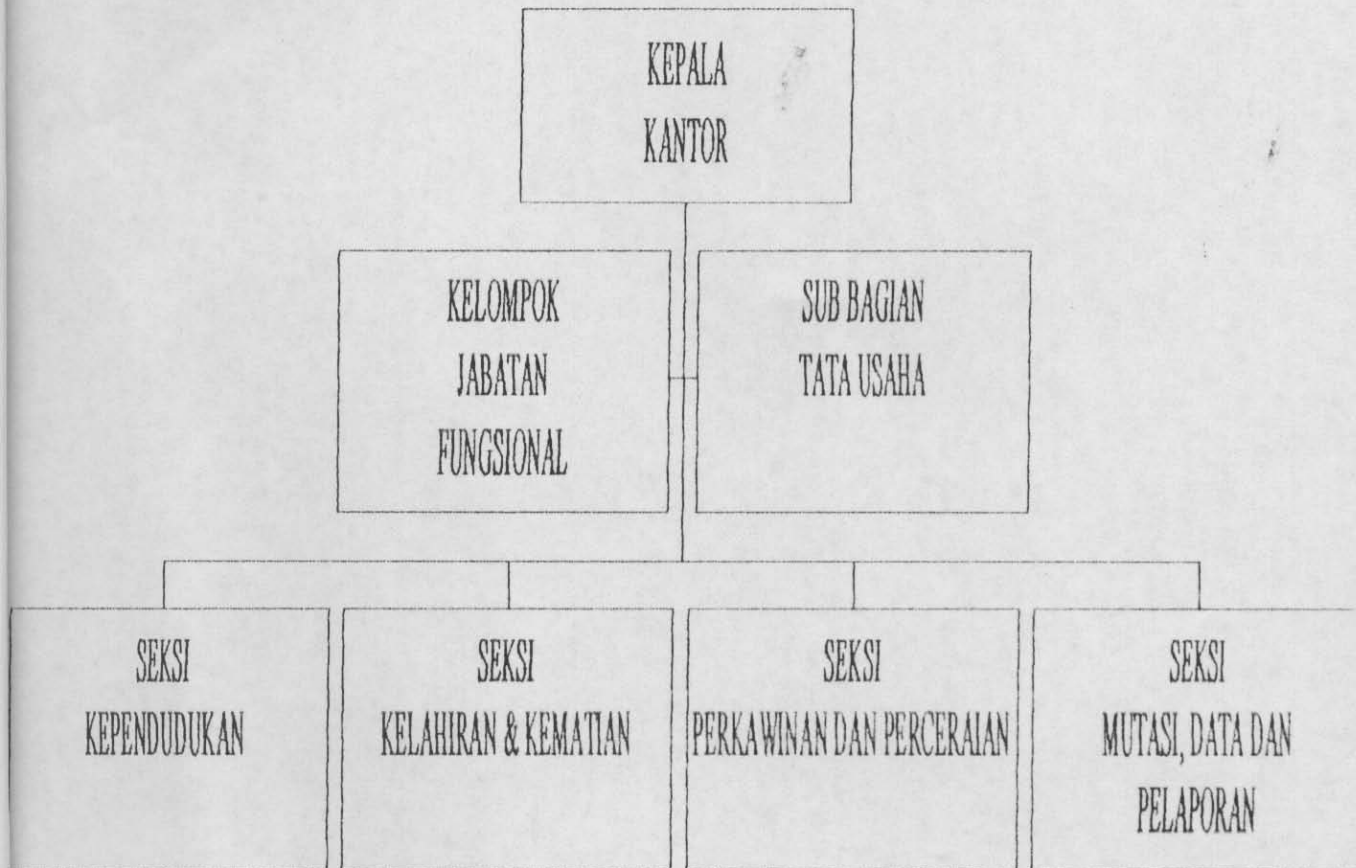 KEPALA
KANTOR
KELOMPOK
JABATAN
FUNGSIONAL
SUB BAGIAN
TATA USAHA
SEKSI
KEPENDUDUKAN
SEKSI
KELAHIRAN & KEMATIAN
SEKSI
PERKAWINAN DAN PERCERAIAN
SEKSI
MUTASI, DATA DAN
PELAPORAN